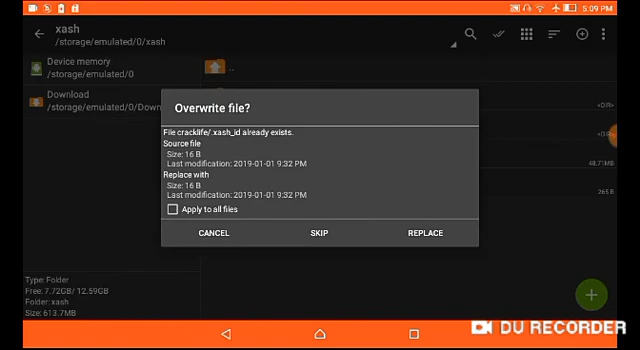 5:09 PM
xash
/storage/emulated/0/xash
Device memory
/storage/emulated/0
..
Download
/storage/emulated/0/Down
<DIR>
<DIR>
48.71MB
265 B
Overwrite file?
File cracklife/.xash_id already exists.
Source file
Size: 16 B
Last modification: 2019-01-01 9:32 PM
Replace with
Size: 16 B
Last modification: 2019-01-01 9:32 PM
Apply to all files
CANCEL
SKIP
REPLACE
Type: Folder
Free: 7.72GB/ 12.59GB
Folder: xash
Size: 613.7MB
DU RECORDER